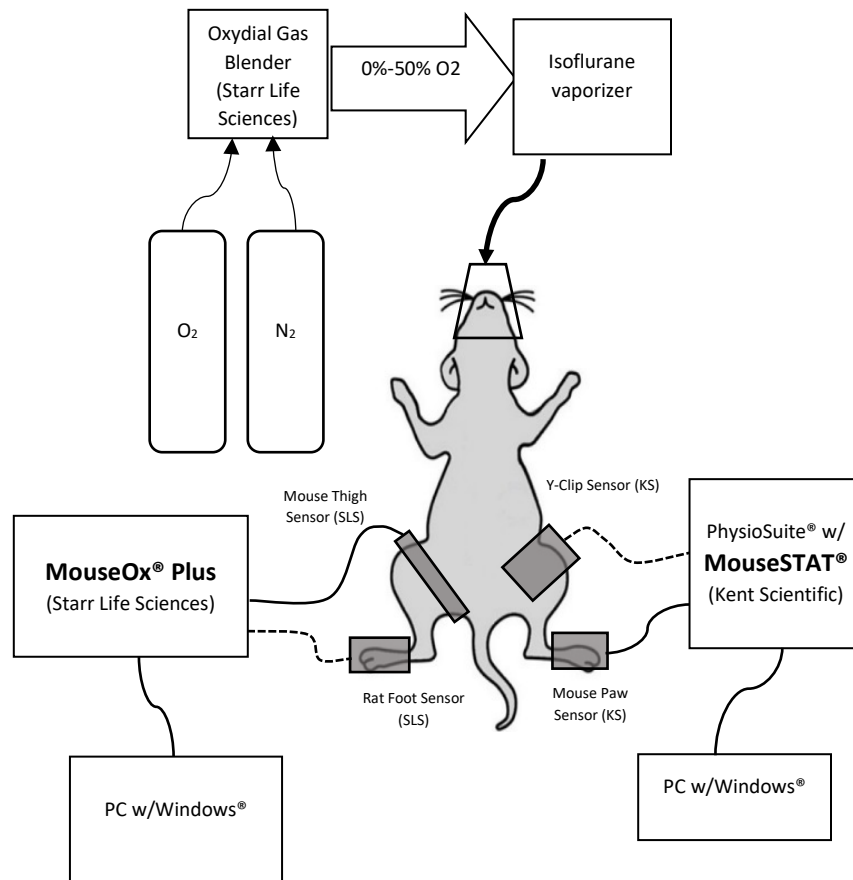 Oxydial Gas
Blender
(Starr Life
Sciences)
0%-50% O2
Isoflurane
vaporizer
O₂
N₂
Mouse Thigh
Sensor (SLS)
Y-Clip Sensor (KS)
MouseOx® Plus
(Starr Life Sciences)
PhysioSuite® w/
MouseSTAT®
(Kent Scientific)
Rat Foot Sensor
(SLS)
Mouse Paw
Sensor (KS)
PC w/Windows®
PC w/Windows®